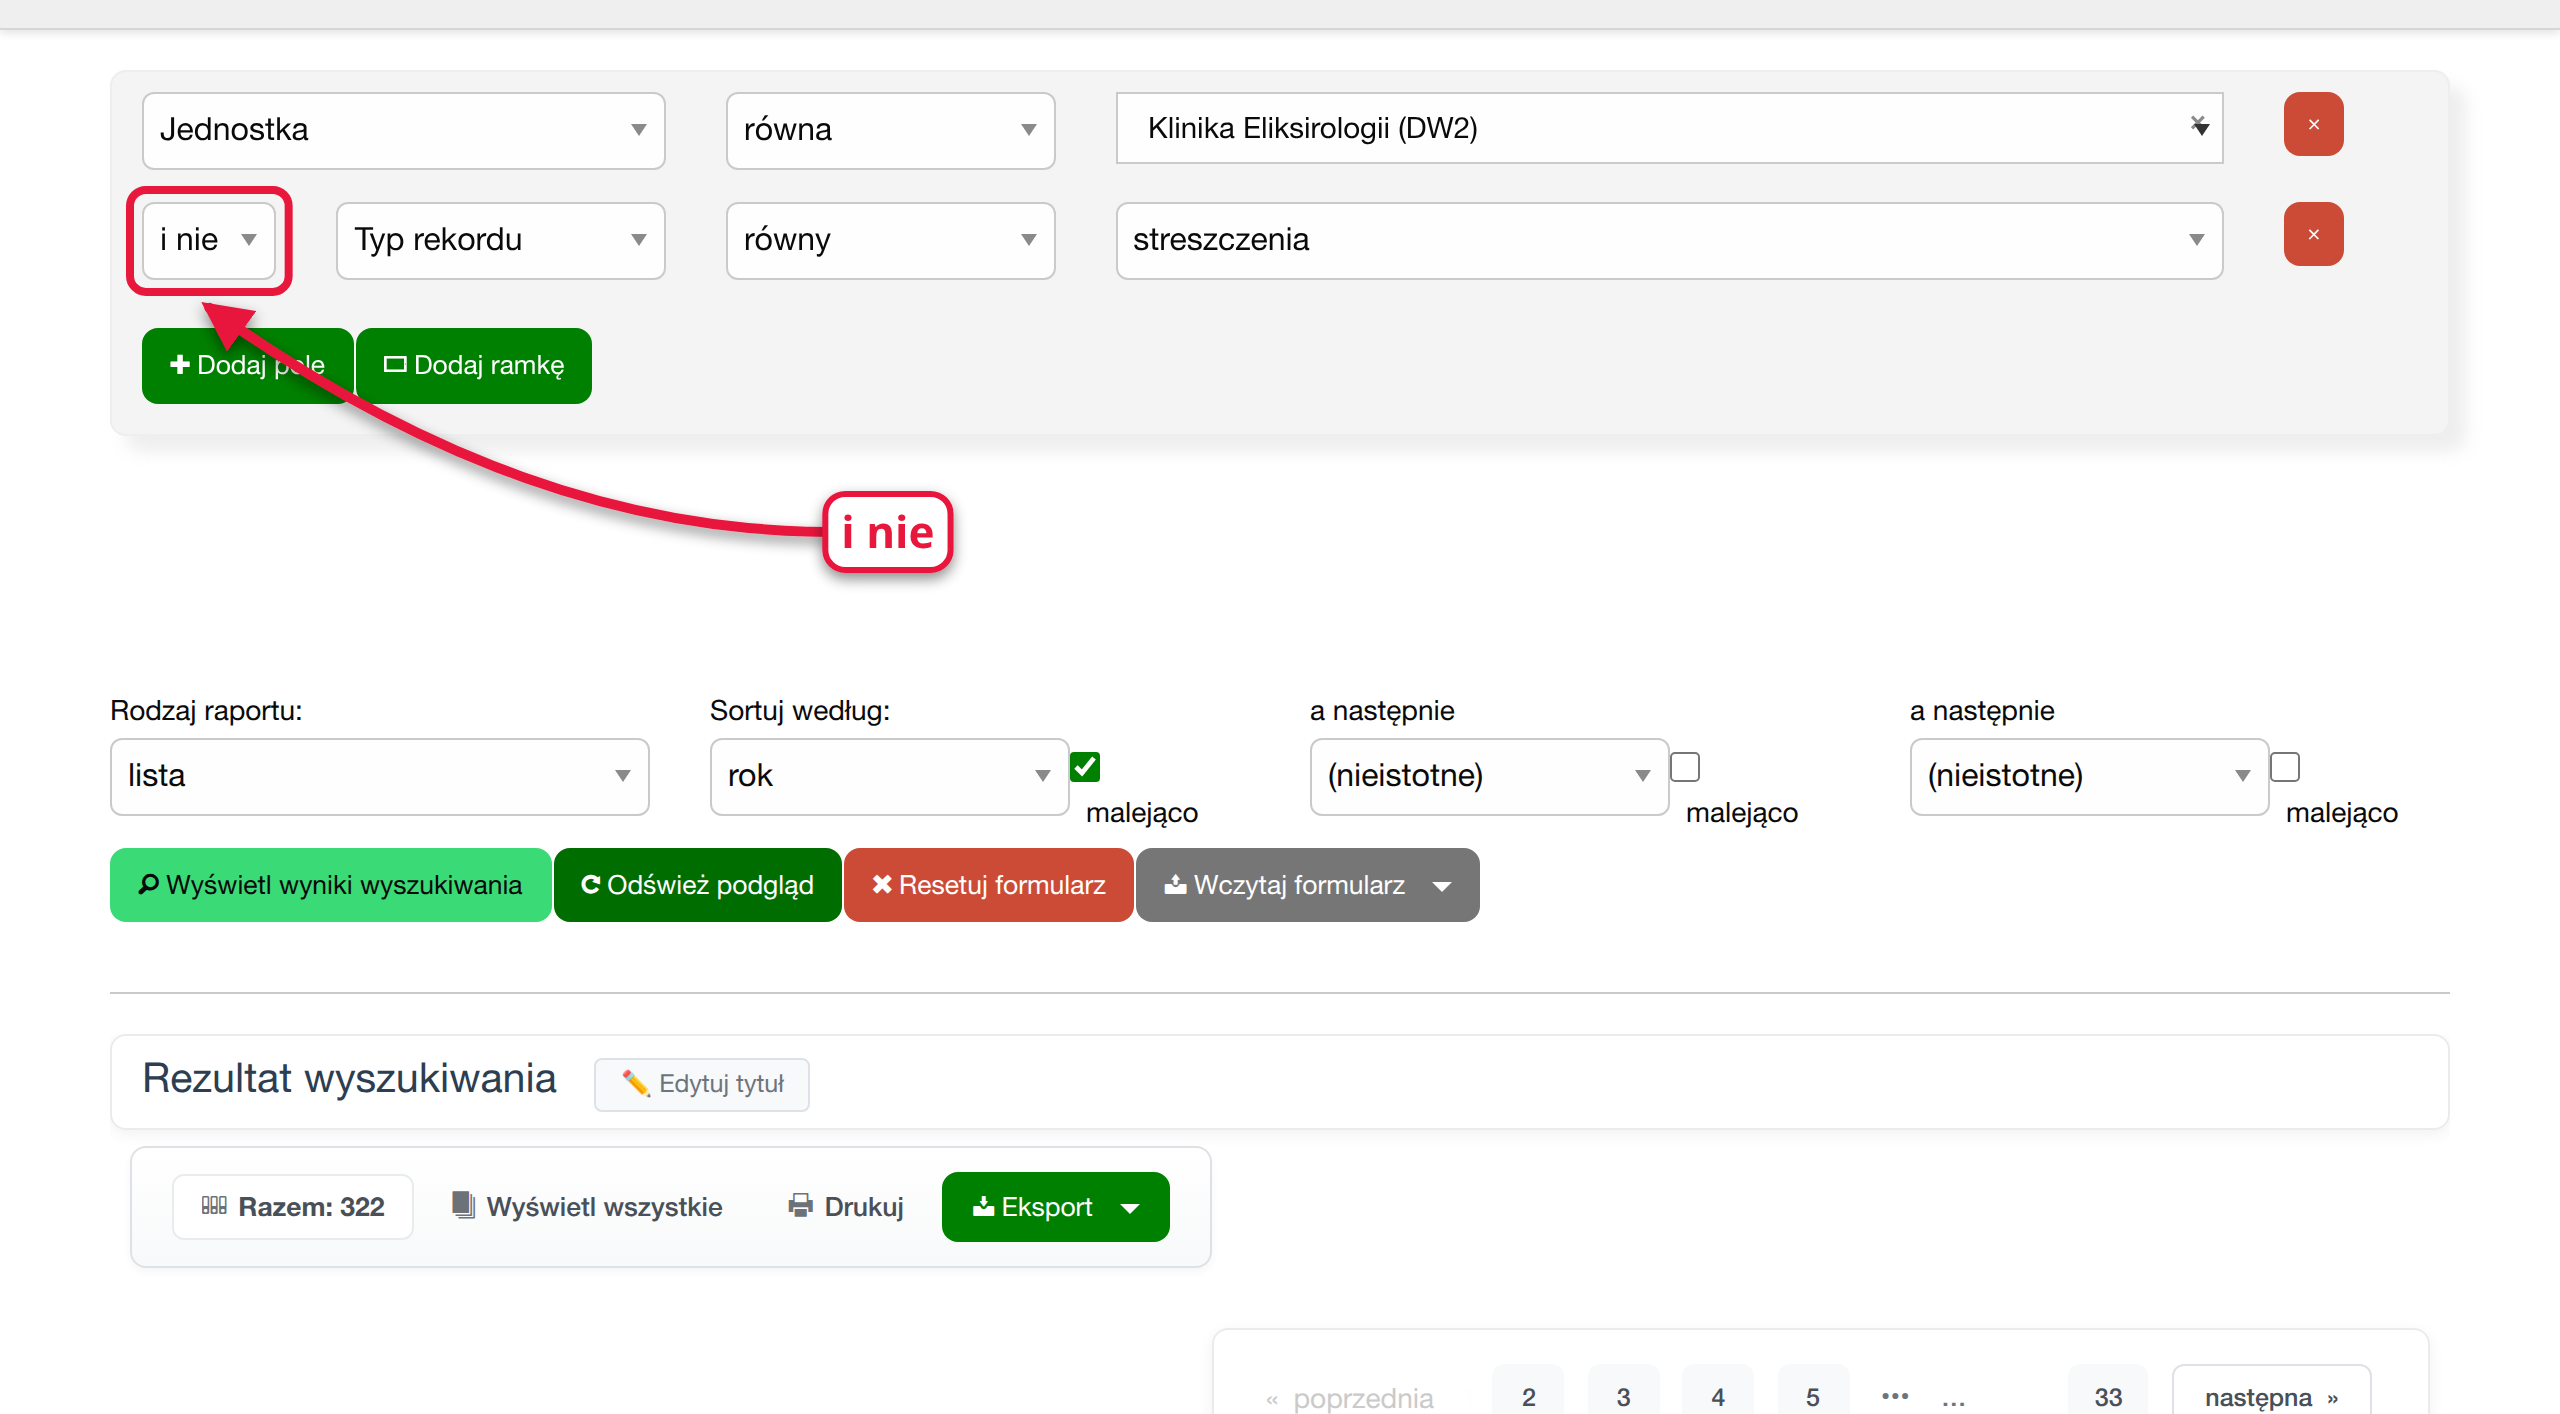 Jednostka równa Klinika Eliksirologii (DW2) × ×
i nie Typ rekordu równy streszczenia ×
Dodaj pole Dodaj ramkę
i nie
Rodzaj raportu: Sortuj według: a następnie a następnie
lista rok (nieistotne) (nieistotne)
malejąco malejąco malejąco
Wyświetl wyniki wyszukiwania Odśwież podgląd Resetuj formularz Wczytaj formularz
Rezultat wyszukiwania Edytuj tytuł
Razem: 322 Wyświetl wszystkie Drukuj Eksport
« poprzednia 2 3 4 5 ... … 33 następna »